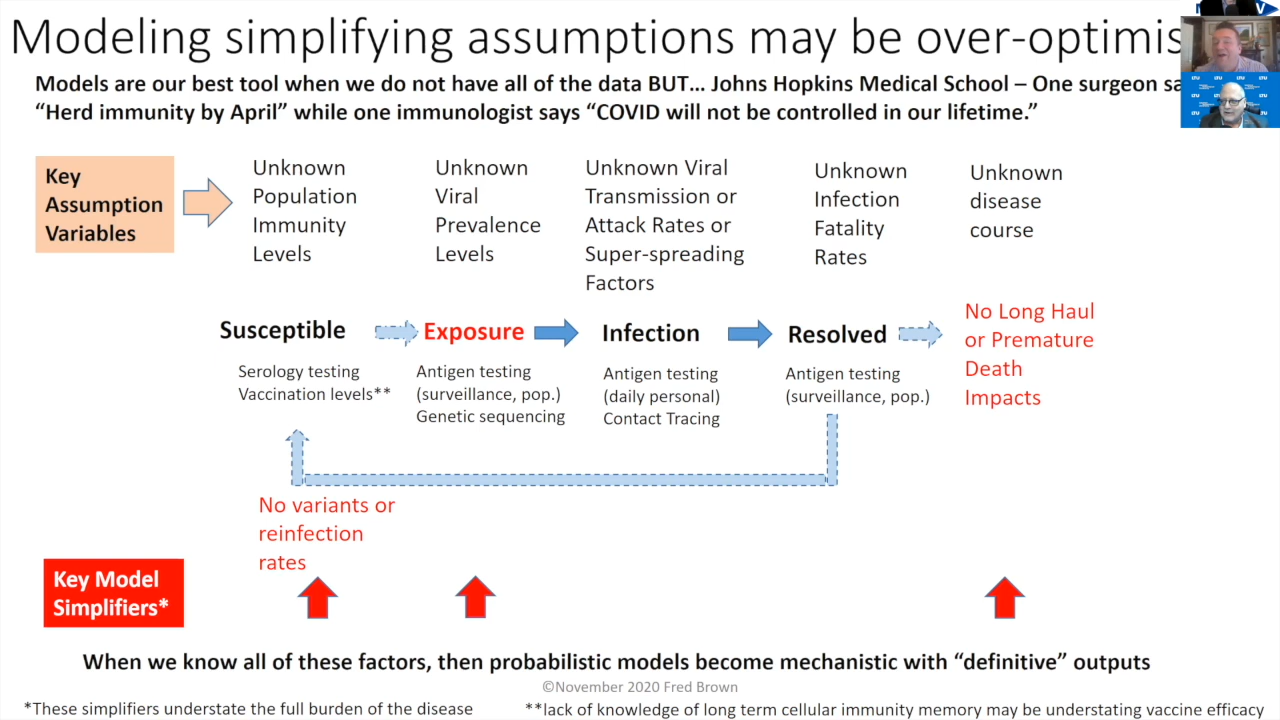 Modeling simplifying assumptions may be over-optimis
Models are our best tool when we do not have all of the data BUT… Johns Hopkins Medical School – One surgeon sa
“Herd immunity by April” while one immunologist says “COVID will not be controlled in our lifetime.”
Key
Assumption
Variables
Unknown
Population
Immunity
Levels
Unknown
Viral
Prevalence
Levels
Unknown Viral
Transmission or
Attack Rates or
Super-spreading
Factors
Unknown
Infection
Fatality
Rates
Unknown
disease
course
Susceptible
Exposure
Infection
Resolved
No Long Haul
or Premature
Death
Impacts
Serology testing
Vaccination levels**
Antigen testing
(surveillance, pop.)
Genetic sequencing
Antigen testing
(daily personal)
Contact Tracing
Antigen testing
(surveillance, pop.)
No variants or
reinfection
rates
Key Model
Simplifiers*
When we know all of these factors, then probabilistic models become mechanistic with “definitive” outputs
©November 2020 Fred Brown
*These simplifiers understate the full burden of the disease
**lack of knowledge of long term cellular immunity memory may be understating vaccine efficacy